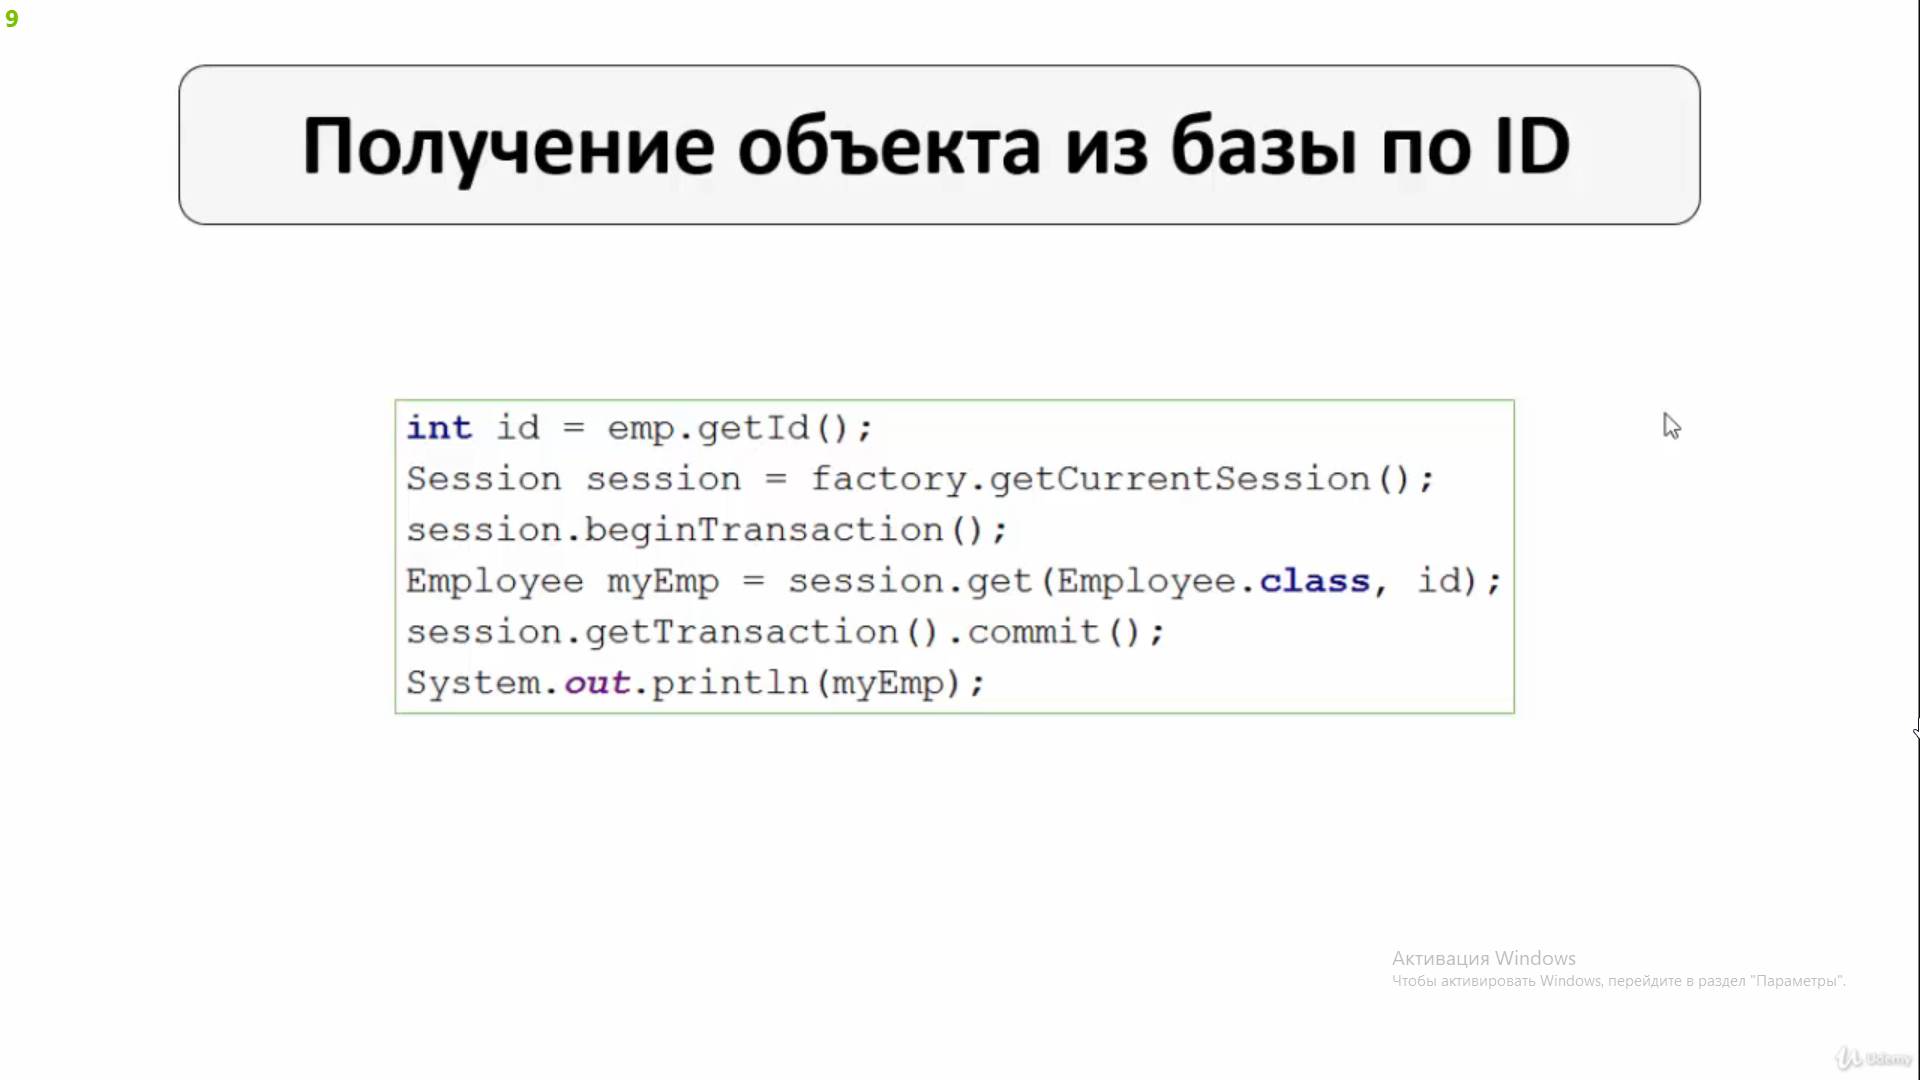 9
Получение объекта из базы по ID
int id = emp.getId();
Session session = factory.getCurrentSession();
session.beginTransaction();
Employee myEmp = session.get(Employee.class, id);
session.getTransaction().commit();
System.out.println(myEmp);
Активация Windows
Чтобы активировать Windows, перейдите в раздел "Параметры".
Udemy